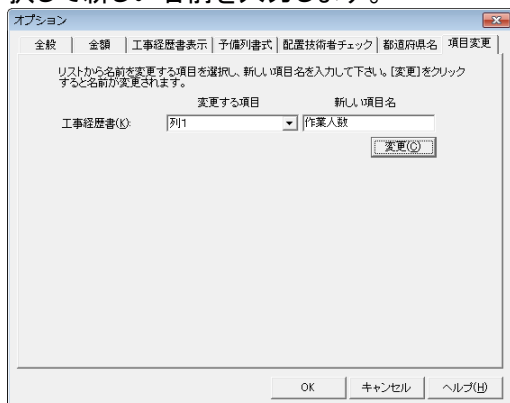 択して新しい名前を入力します。
オプション
全般 金額 工事経歴書表示 予備列書式 配置技術者チェック 都道府県名 項目変更
リストから名前を変更する項目を選択し、新しい項目名を入力して下さい。[変更]をクリック
すると名前が変更されます。
変更する項目 新しい項目名
工事経歴書(K): 列1 作業人数
変更(C)
OK キャンセル ヘルプ(H)